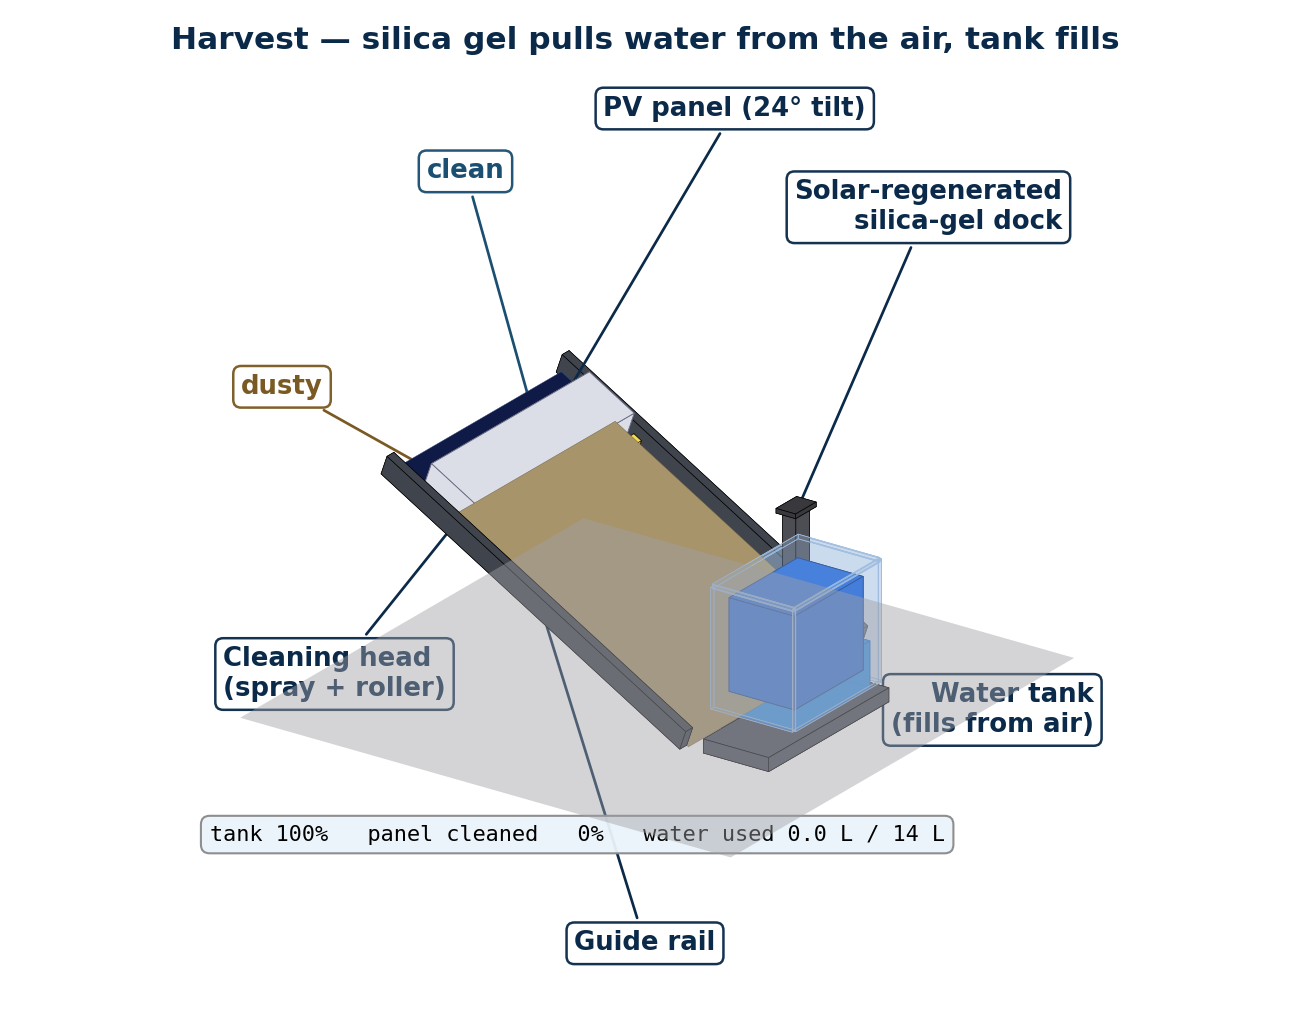 Harvest — silica gel pulls water from the air, tank fills
PV panel (24° tilt)
clean
Solar-regenerated
silica-gel dock
dusty
Cleaning head
(spray + roller)
Water tank
(fills from air)
tank 100%   panel cleaned   0%   water used 0.0 L / 14 L
Guide rail